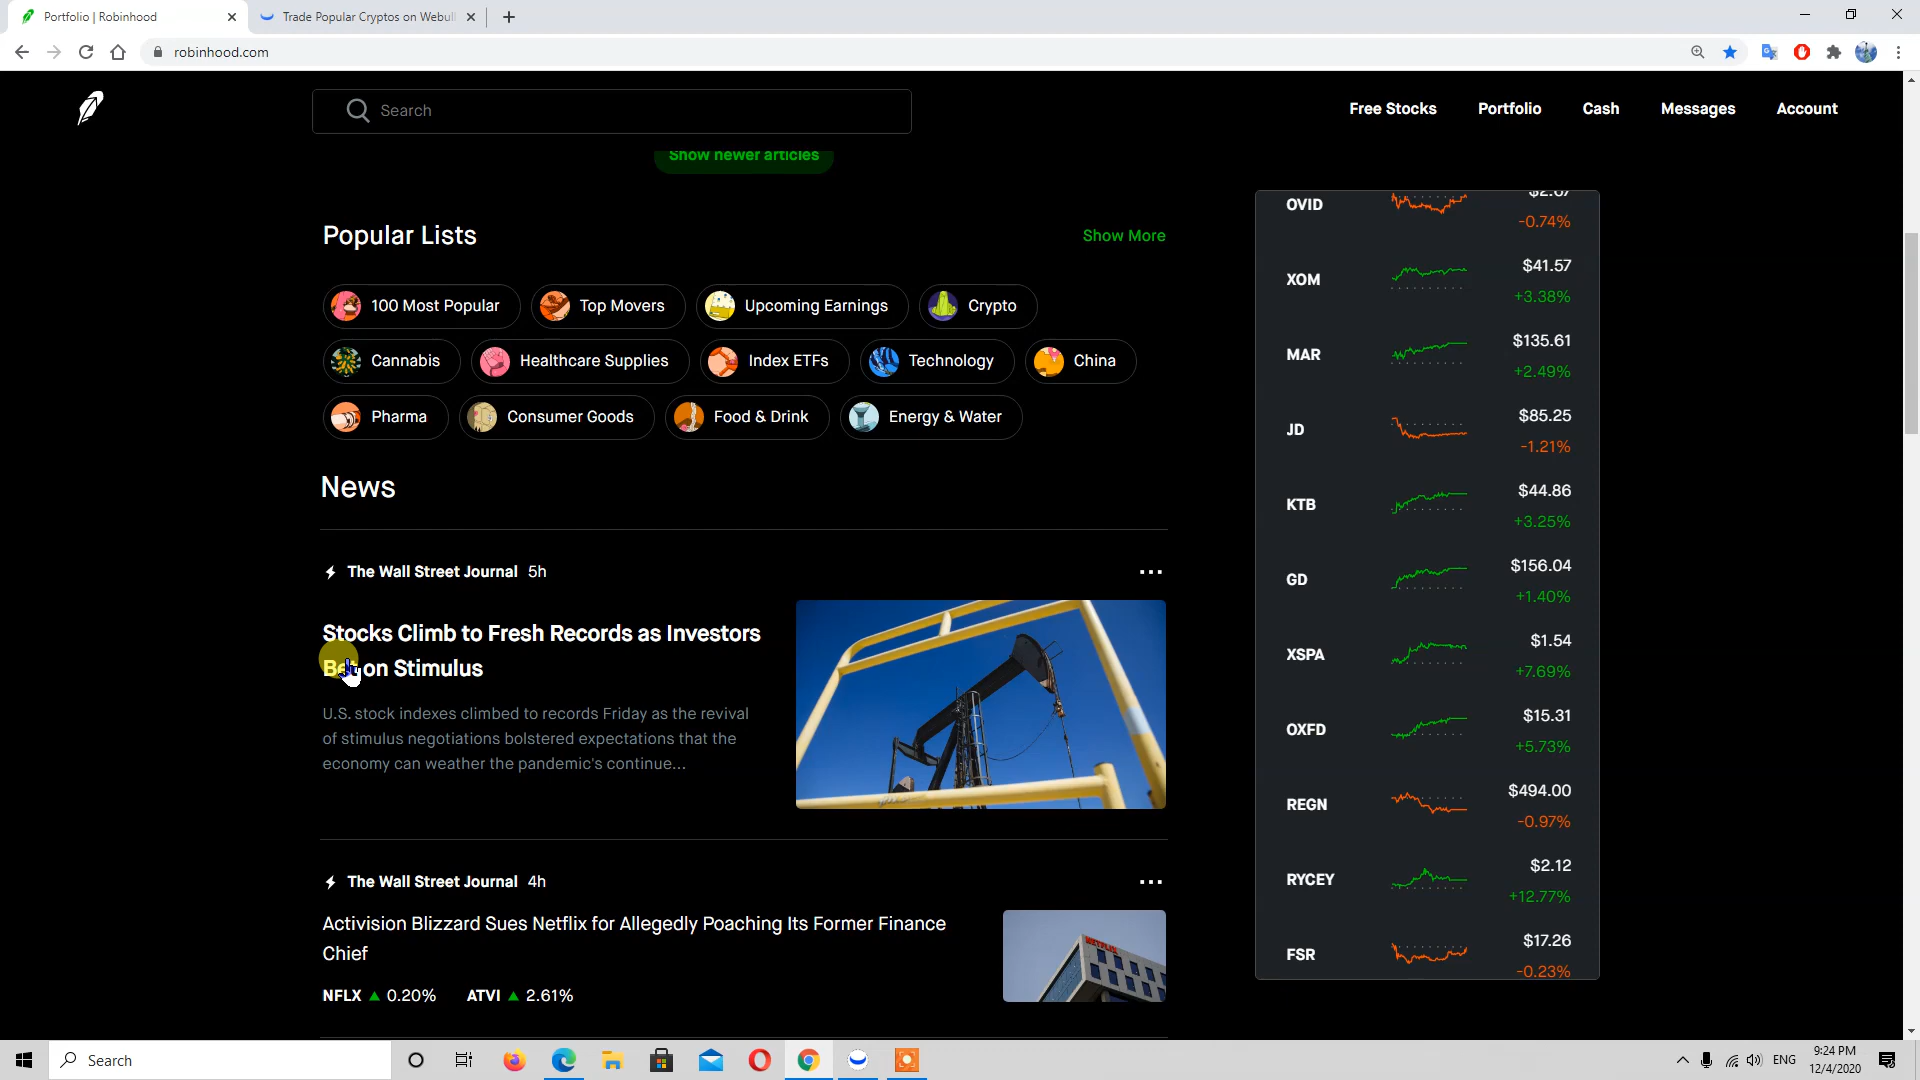 Portfolio | Robinhood
Trade Popular Cryptos on Webull
robinhood.com
Search
Free Stocks
Portfolio
Cash
Messages
Account
Show newer articles
Popular Lists
Show More
100 Most Popular
Top Movers
Upcoming Earnings
Crypto
Cannabis
Healthcare Supplies
Index ETFs
Technology
China
Pharma
Consumer Goods
Food & Drink
Energy & Water
News
The Wall Street Journal 5h
Stocks Climb to Fresh Records as Investors
Bet on Stimulus
U.S. stock indexes climbed to records Friday as the revival
of stimulus negotiations bolstered expectations that the
economy can weather the pandemic's continue...
The Wall Street Journal 4h
Activision Blizzard Sues Netflix for Allegedly Poaching Its Former Finance
Chief
NETFLIX
NFLX 0.20% ATVI 2.61%
OVID $2.67
-0.74%
XOM $41.57
+3.38%
MAR $135.61
+2.49%
JD $85.25
-1.21%
KTB $44.86
+3.25%
GD $156.04
+1.40%
XSPA $1.54
+7.69%
OXFD $15.31
+5.73%
REGN $494.00
-0.97%
RYCEY $2.12
+12.77%
FSR $17.26
-0.23%
Search
ENG
9:24 PM
12/4/2020